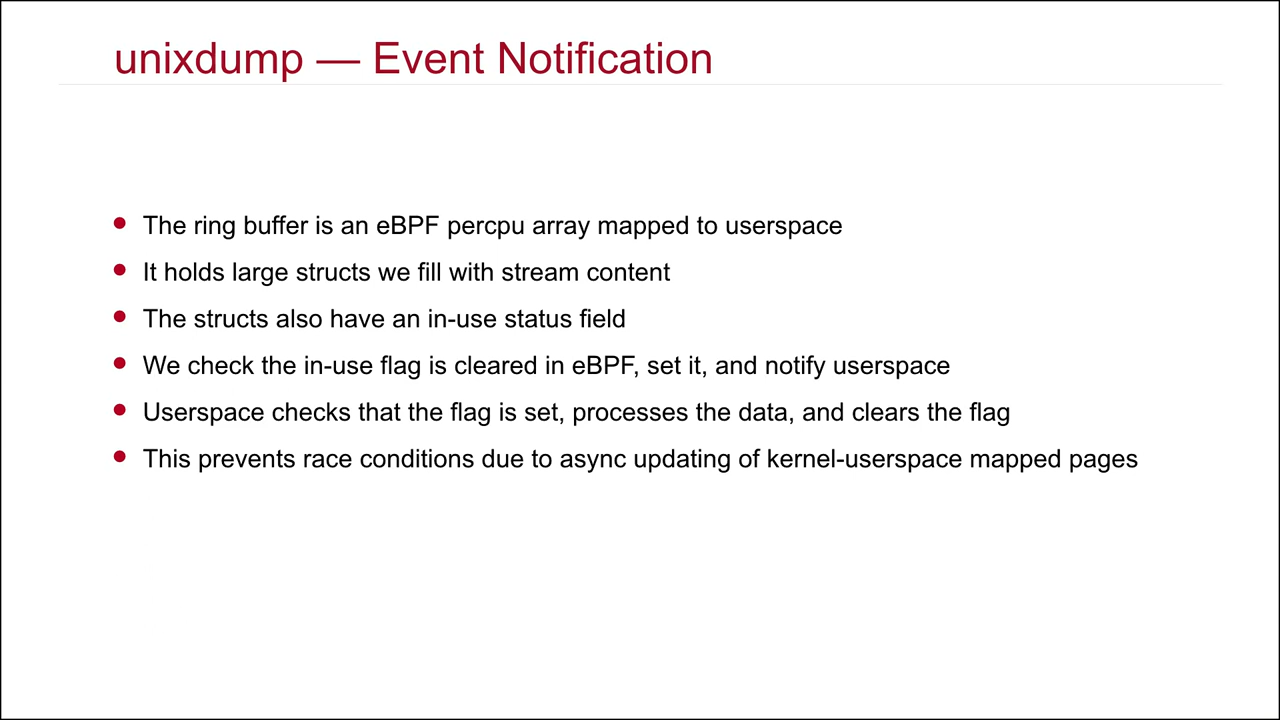 unixdump — Event Notification
The ring buffer is an eBPF percpu array mapped to userspace
It holds large structs we fill with stream content
The structs also have an in-use status field
We check the in-use flag is cleared in eBPF, set it, and notify userspace
Userspace checks that the flag is set, processes the data, and clears the flag
This prevents race conditions due to async updating of kernel-userspace mapped pages